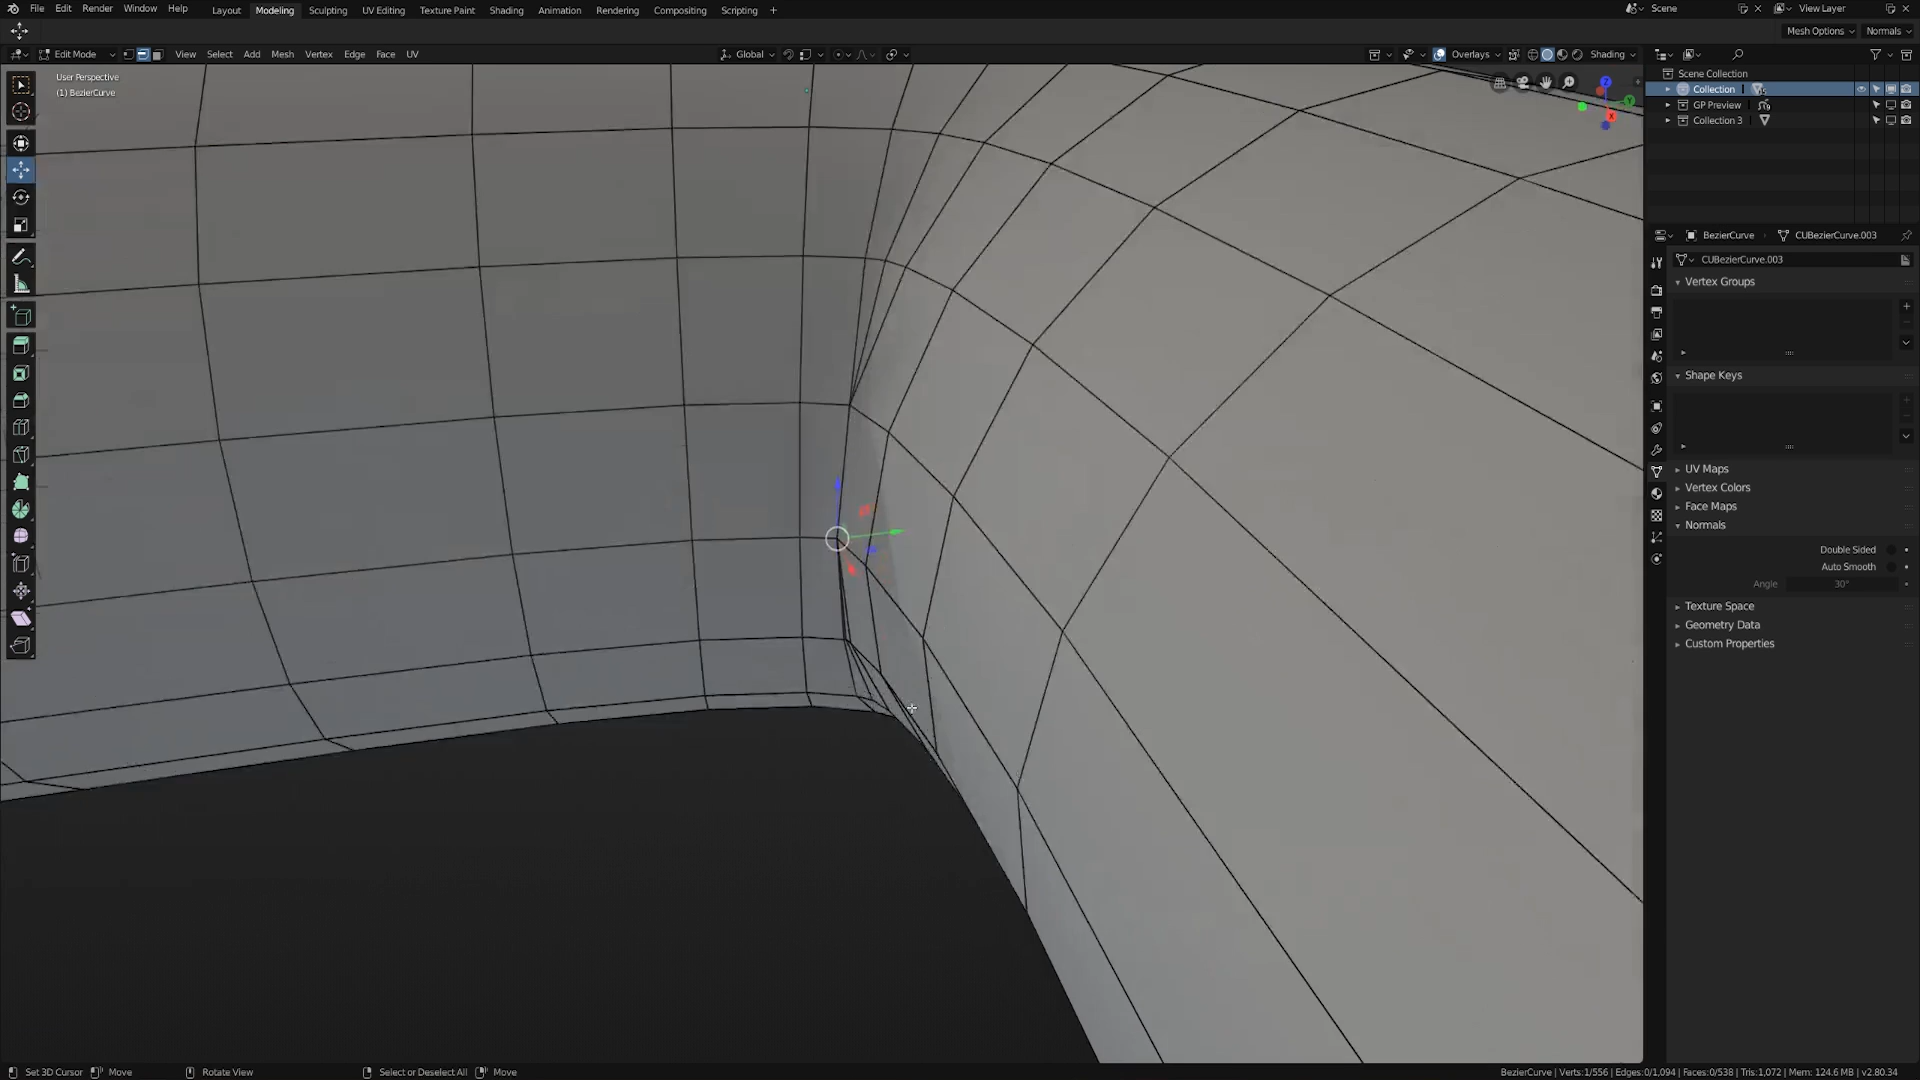 File Edit Render Window Help
Layout Modeling Sculpting UV Editing Texture Paint Shading Animation Rendering Compositing Scripting +
Scene
View Layer
Mesh Options
Normals
Edit Mode View Select Add Mesh Vertex Edge Face UV
Global
Overlays
Shading
User Perspective
(1) BezierCurve
Z
Y
X
Scene Collection
Collection
GP Preview
Collection 3
BezierCurve
CUBezierCurve.003
CUBezierCurve.003
Vertex Groups
Shape Keys
UV Maps
Vertex Colors
Face Maps
Normals
Double Sided
Auto Smooth
Angle 30°
Texture Space
Geometry Data
Custom Properties
Set 3D Cursor Move Rotate View Select or Deselect All Move
BezierCurve | Verts:1/556 | Edges:0/1,094 | Faces:0/538 | Tris:1,072 | Mem: 124.6 MB | v2.80.34